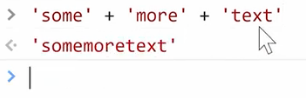 > 'some' + 'more' + 'text'
<· 'somemoretext'
>